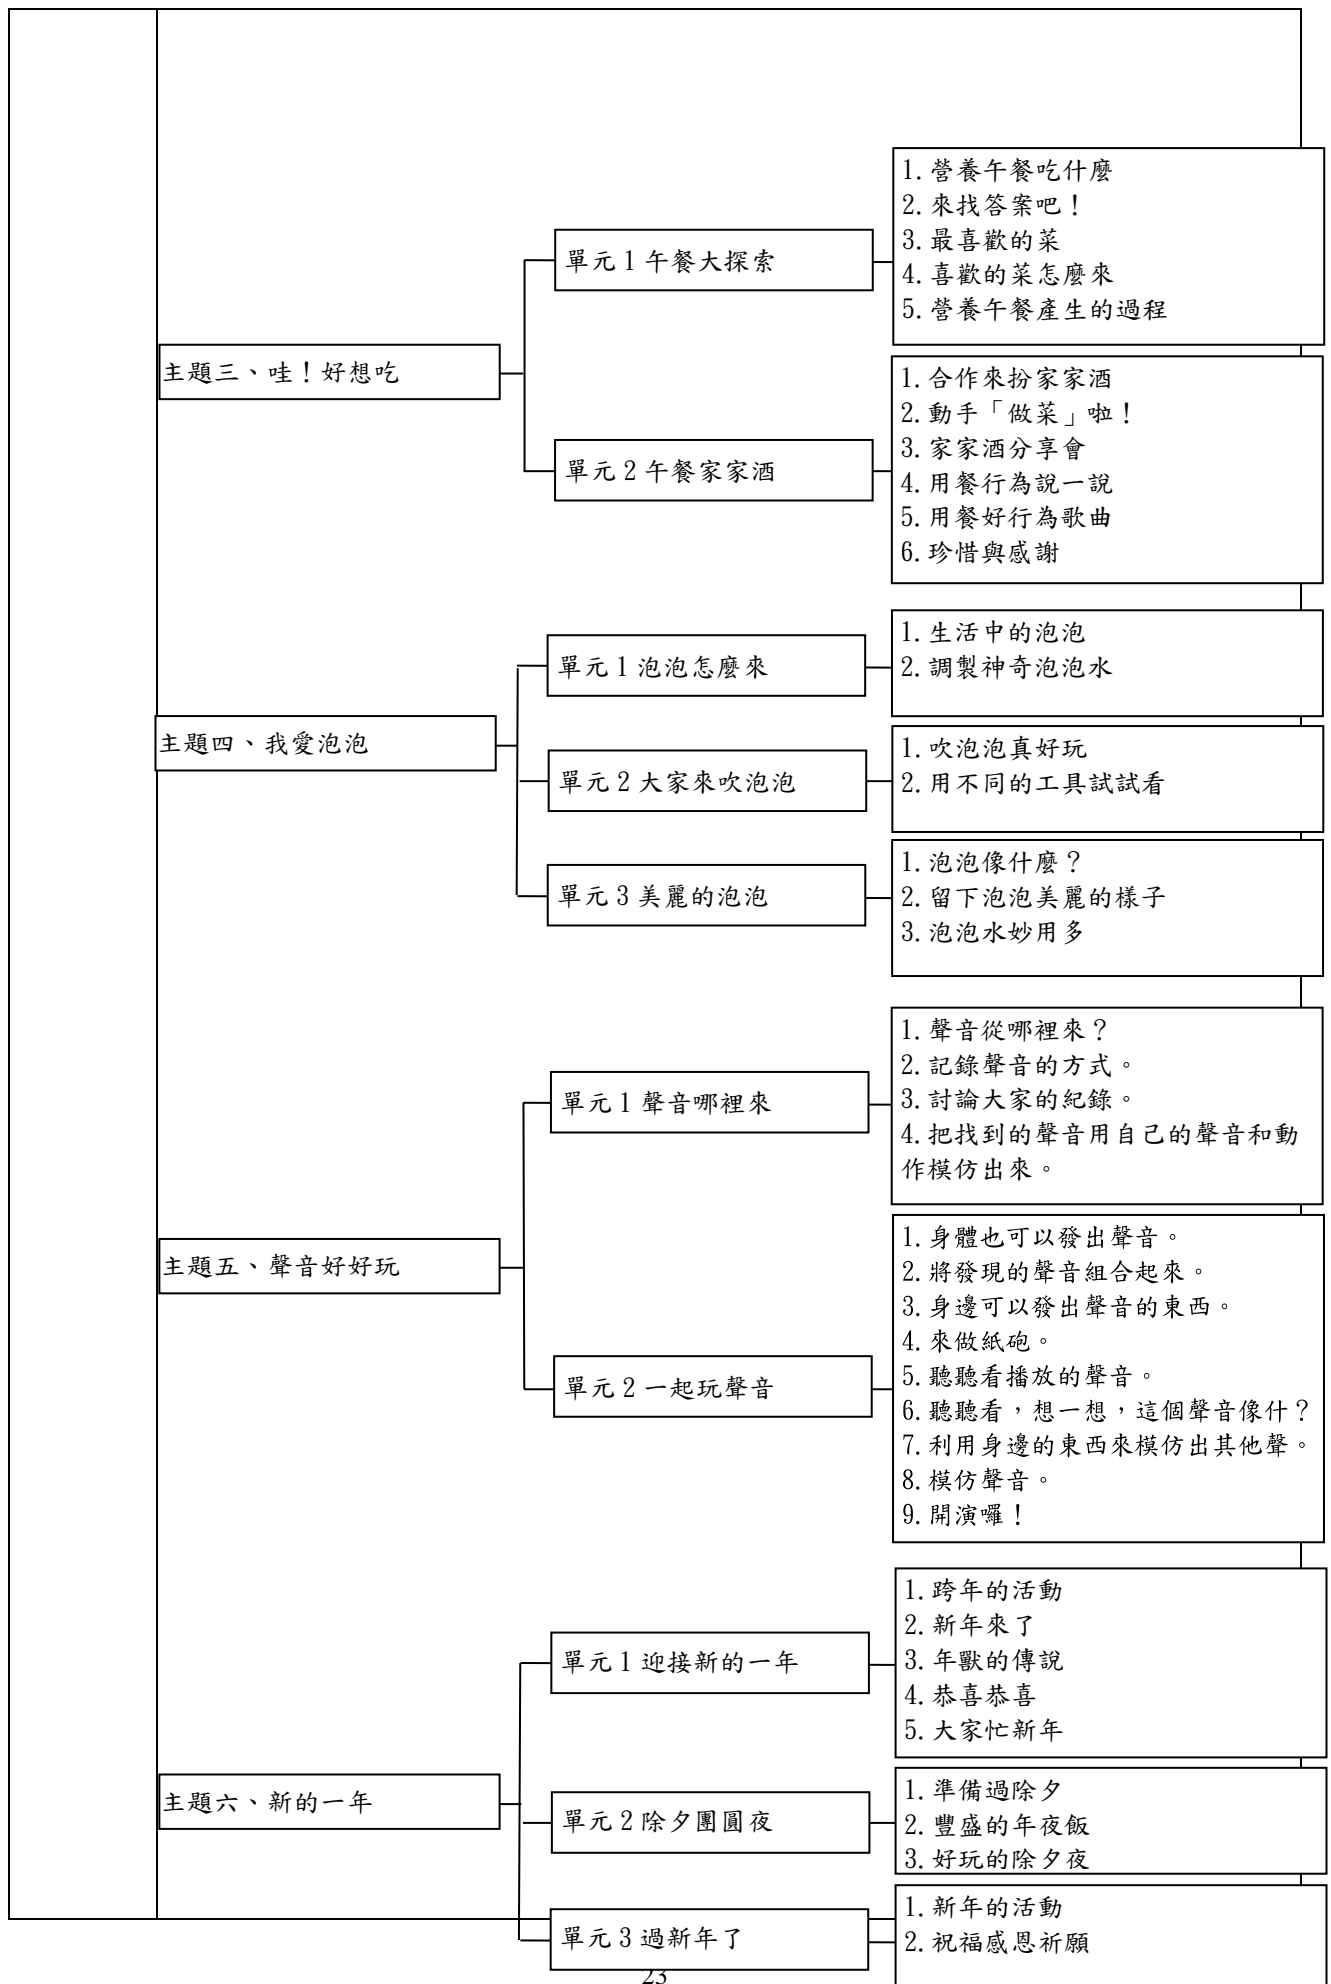 主題三、哇！好想吃
單元 1 午餐大探索
1. 營養午餐吃什麼
2. 來找答案吧！
3. 最喜歡的菜
4. 喜歡的菜怎麼來
5. 營養午餐產生的過程
單元 2 午餐家家酒
1. 合作來扮家家酒
2. 動手「做菜」啦！
3. 家家酒分享會
4. 用餐行為說一說
5. 用餐好行為歌曲
6. 珍惜與感謝
主題四、我愛泡泡
單元 1 泡泡怎麼來
1. 生活中的泡泡
2. 調製神奇泡泡水
單元 2 大家來吹泡泡
1. 吹泡泡真好玩
2. 用不同的工具試試看
單元 3 美麗的泡泡
1. 泡泡像什麼？
2. 留下泡泡美麗的樣子
3. 泡泡水妙用多
主題五、聲音好好玩
單元 1 聲音哪裡來
1. 聲音從哪裡來？
2. 記錄聲音的方式。
3. 討論大家的紀錄。
4. 把找到的聲音用自己的聲音和動
作模仿出來。
單元 2 一起玩聲音
1. 身體也可以發出聲音。
2. 將發現的聲音組合起來。
3. 身邊可以發出聲音的東西。
4. 來做紙砲。
5. 聽聽看播放的聲音。
6. 聽聽看，想一想，這個聲音像什？
7. 利用身邊的東西來模仿出其他聲。
8. 模仿聲音。
9. 開演囉！
主題六、新的一年
單元 1 迎接新的一年
1. 跨年的活動
2. 新年來了
3. 年獸的傳說
4. 恭喜恭喜
5. 大家忙新年
單元 2 除夕團圓夜
1. 準備過除夕
2. 豐盛的年夜飯
3. 好玩的除夕夜
單元 3 過新年了
1. 新年的活動
2. 祝福感恩祈願
23